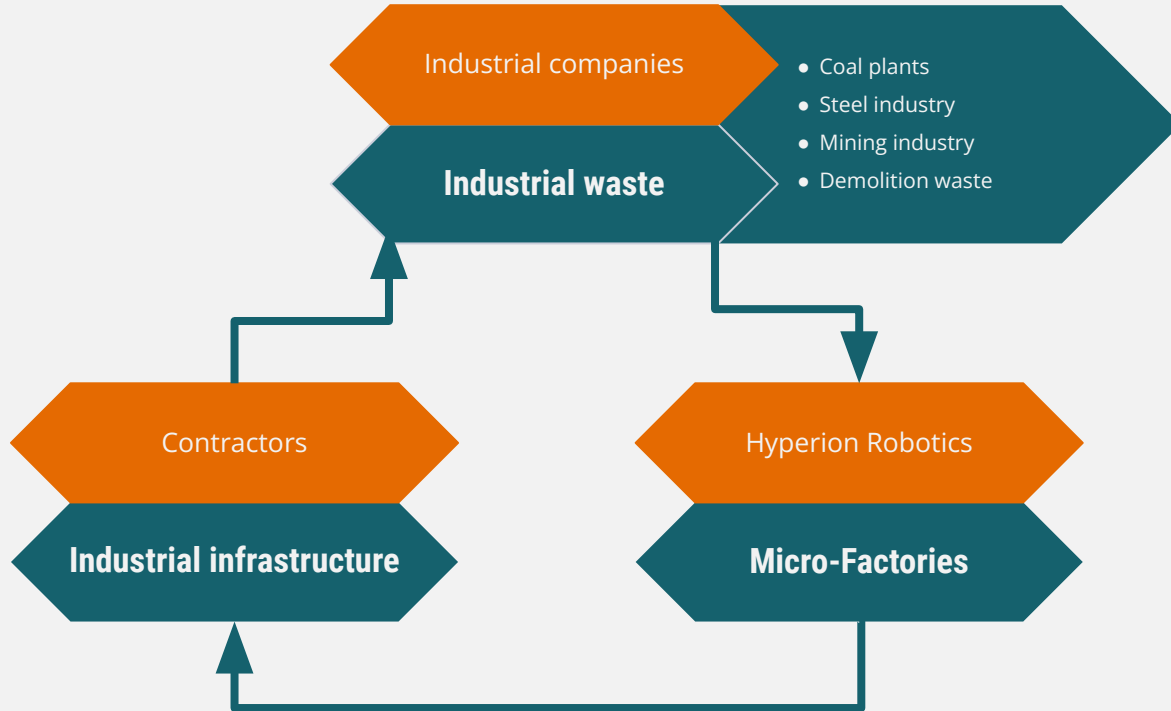 Industrial companies
● Coal plants
● Steel industry
● Mining industry
● Demolition waste
Industrial waste
Contractors
Industrial infrastructure
Hyperion Robotics
Micro-Factories